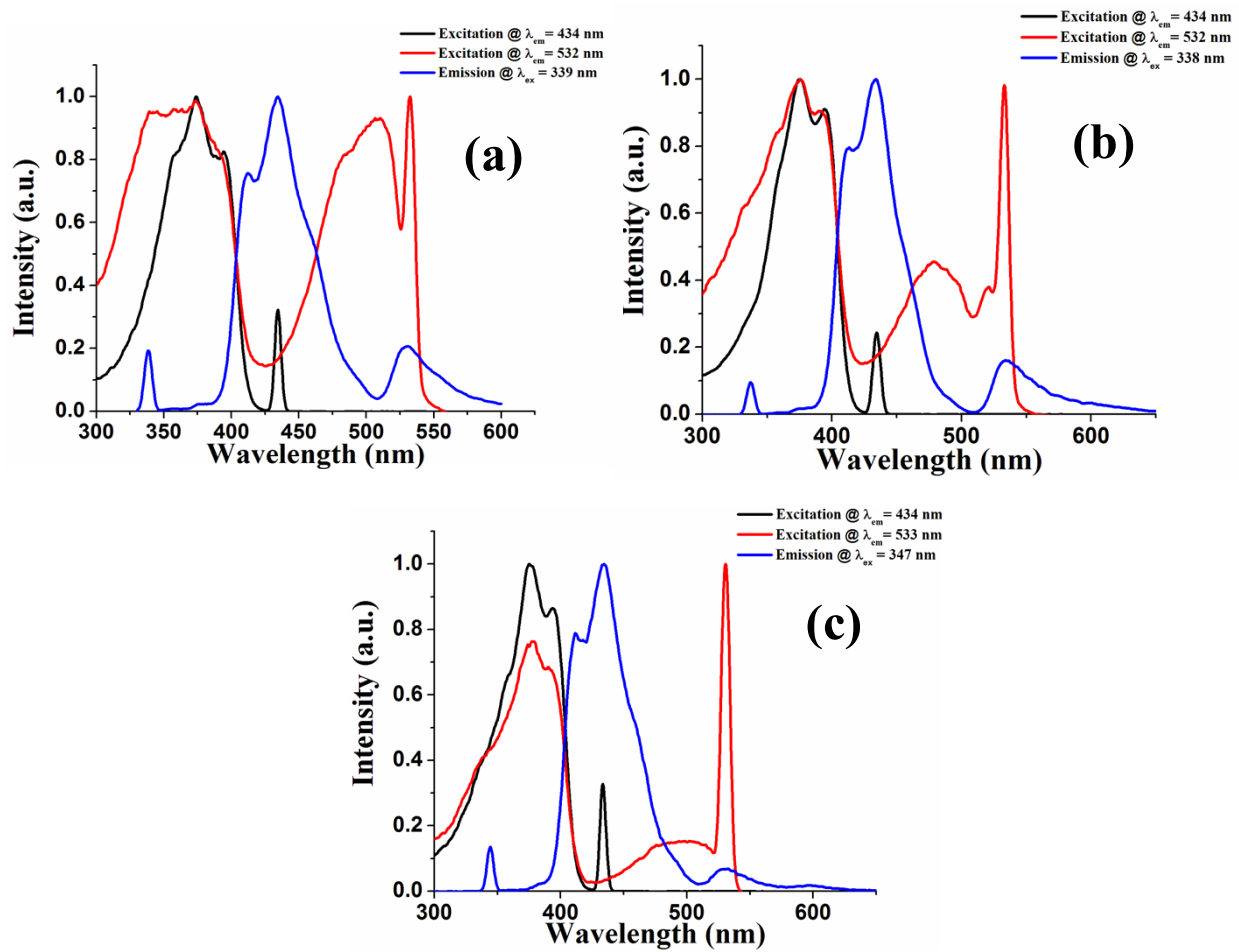 Excitation @ λem= 434 nm
Excitation @ λem= 532 nm
Emission @ λex = 339 nm
(a)
Intensity (a.u.)
1.0
0.8
0.6
0.4
0.2
0.0
300 350 400 450 500 550 600
Wavelength (nm)
Excitation @ λem= 434 nm
Excitation @ λem= 532 nm
Emission @ λex = 338 nm
(b)
Intensity (a.u.)
1.0
0.8
0.6
0.4
0.2
0.0
300 400 500 600
Wavelength (nm)
Excitation @ λem= 434 nm
Excitation @ λem= 533 nm
Emission @ λex = 347 nm
(c)
Intensity (a.u.)
1.0
0.8
0.6
0.4
0.2
0.0
300 400 500 600
Wavelength (nm)